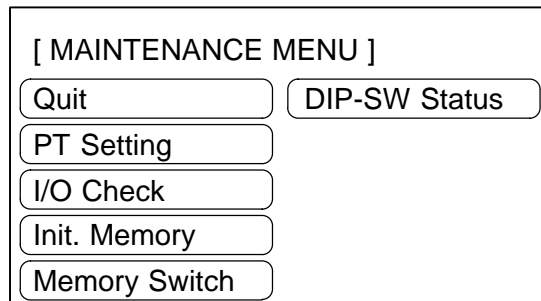 [ MAINTENANCE MENU ]
Quit
DIP-SW Status
PT Setting
I/O Check
Init. Memory
Memory Switch